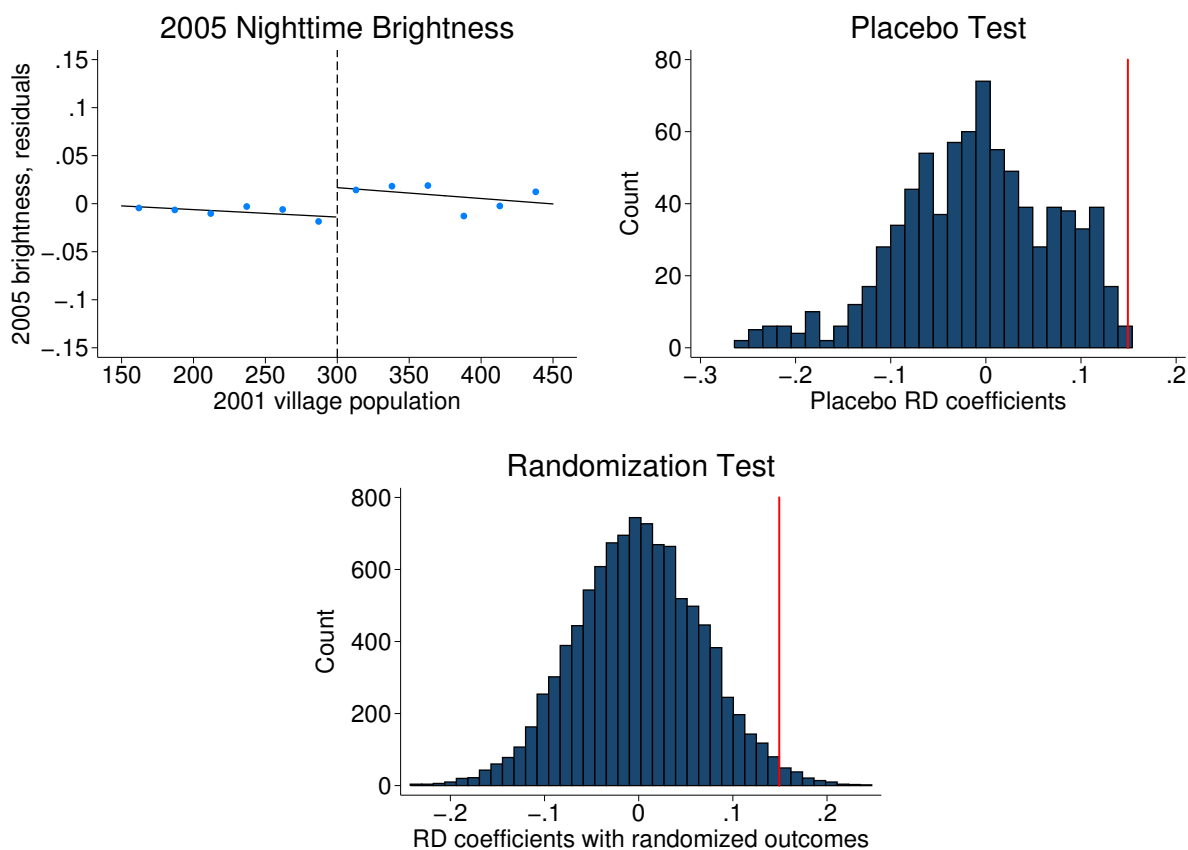 2005 Nighttime Brightness
.15
.1
.05
0
−.05
−.1
−.15
2005 brightness, residuals
150 200 250 300 350 400 450
2001 village population
Placebo Test
80
60
40
20
0
Count
−.3 −.2 −.1 0 .1 .2
Placebo RD coefficients
Randomization Test
800
600
400
200
0
Count
−.2 −.1 0 .1 .2
RD coefficients with randomized outcomes